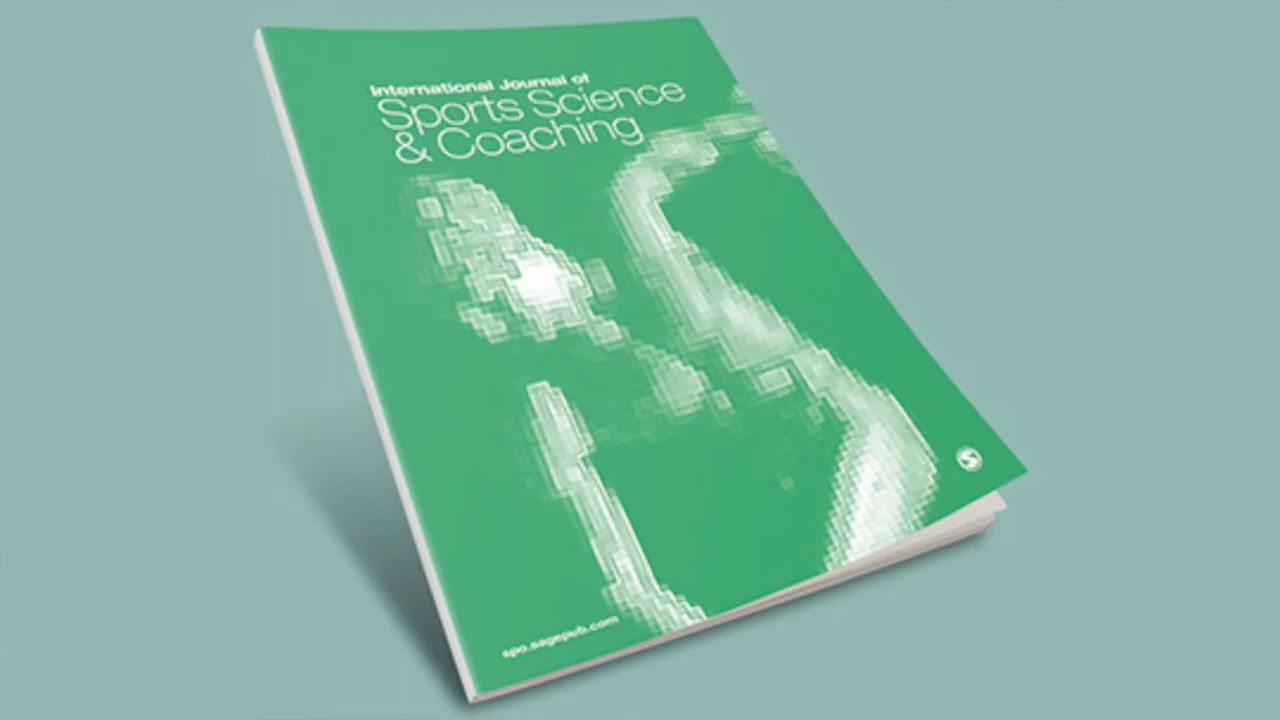 International Journal of
Sports Science
& Coaching
S
spo.sagepub.com